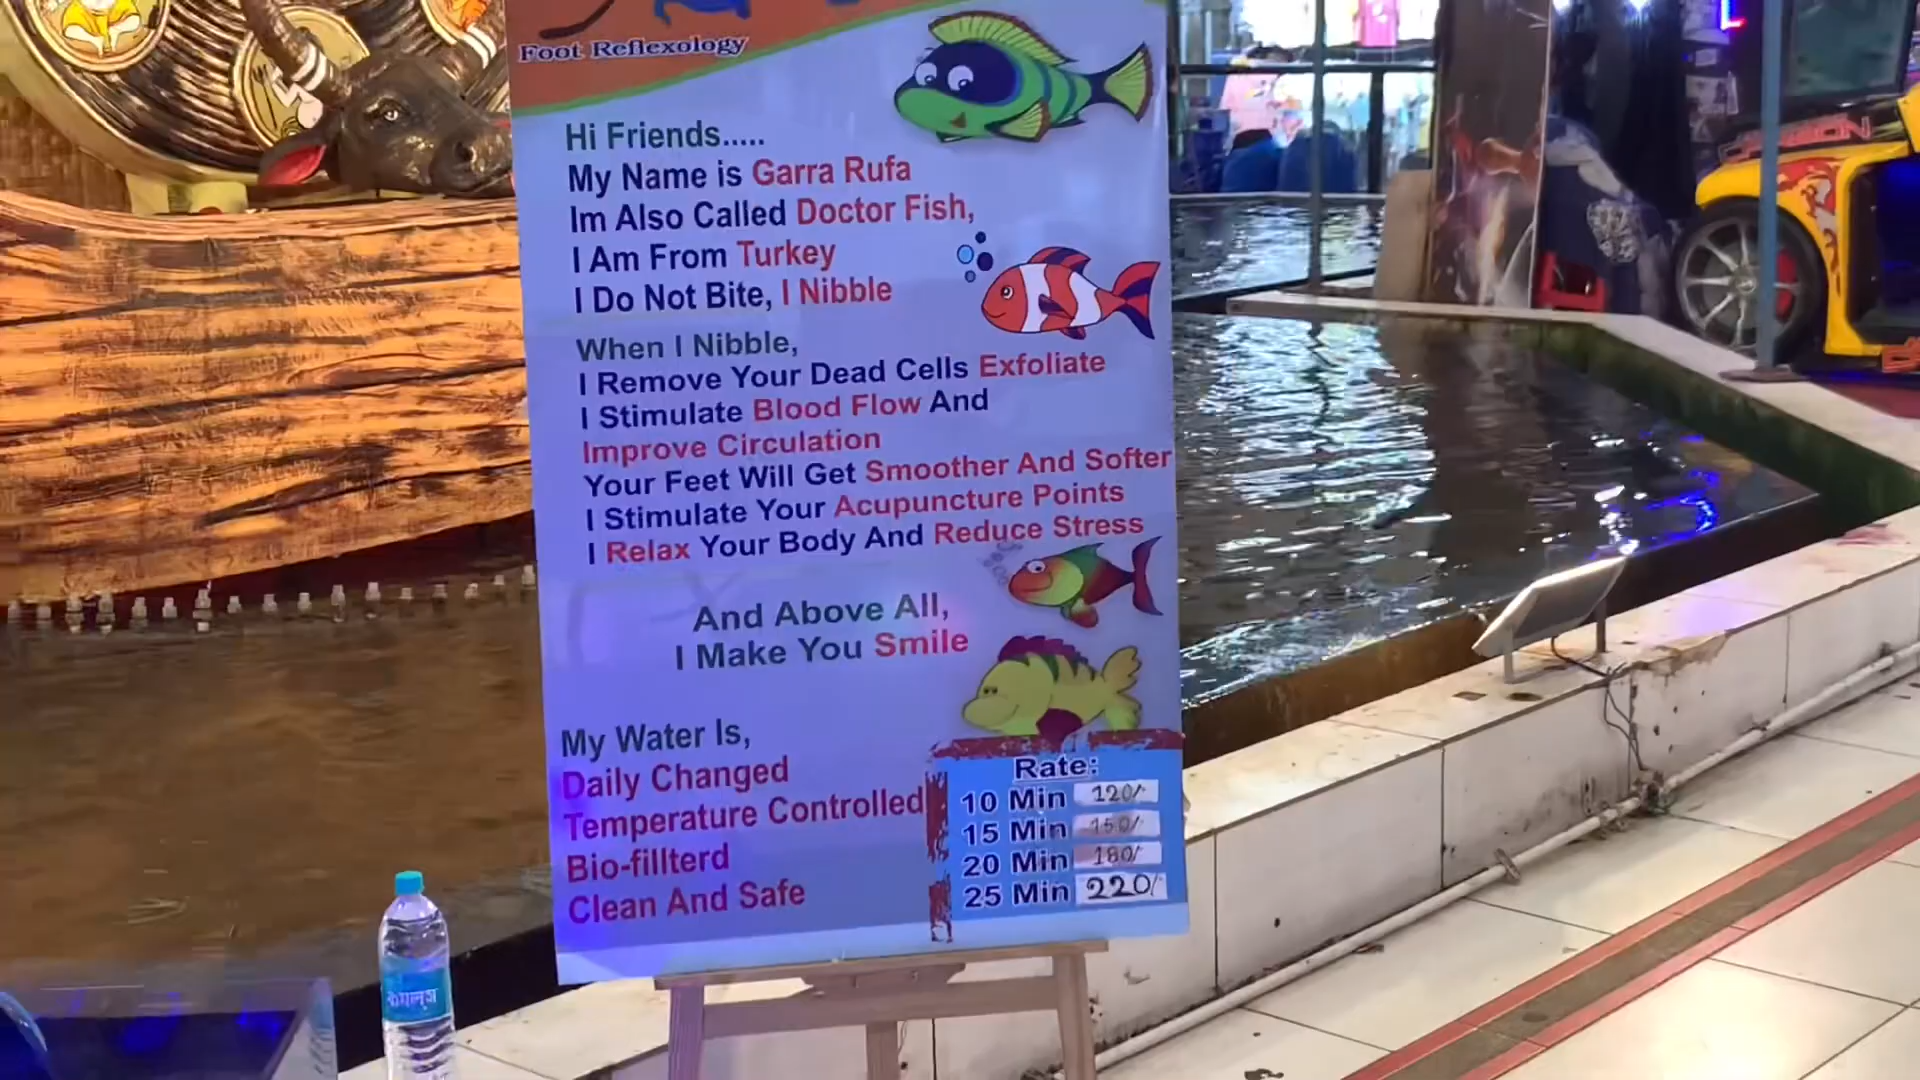 Foot Reflexology
Hi Friends.....
My Name is Garra Rufa
Im Also Called Doctor Fish,
I Am From Turkey
I Do Not Bite, I Nibble
When I Nibble,
I Remove Your Dead Cells Exfoliate
I Stimulate Blood Flow And
Improve Circulation
Your Feet Will Get Smoother And Softer
I Stimulate Your Acupuncture Points
I Relax Your Body And Reduce Stress
And Above All,
I Make You Smile
My Water Is,
Daily Changed
Temperature Controlled
Bio-fillterd
Clean And Safe
Rate:
10 Min 120/-
15 Min 150/-
20 Min 180/-
25 Min 220/-